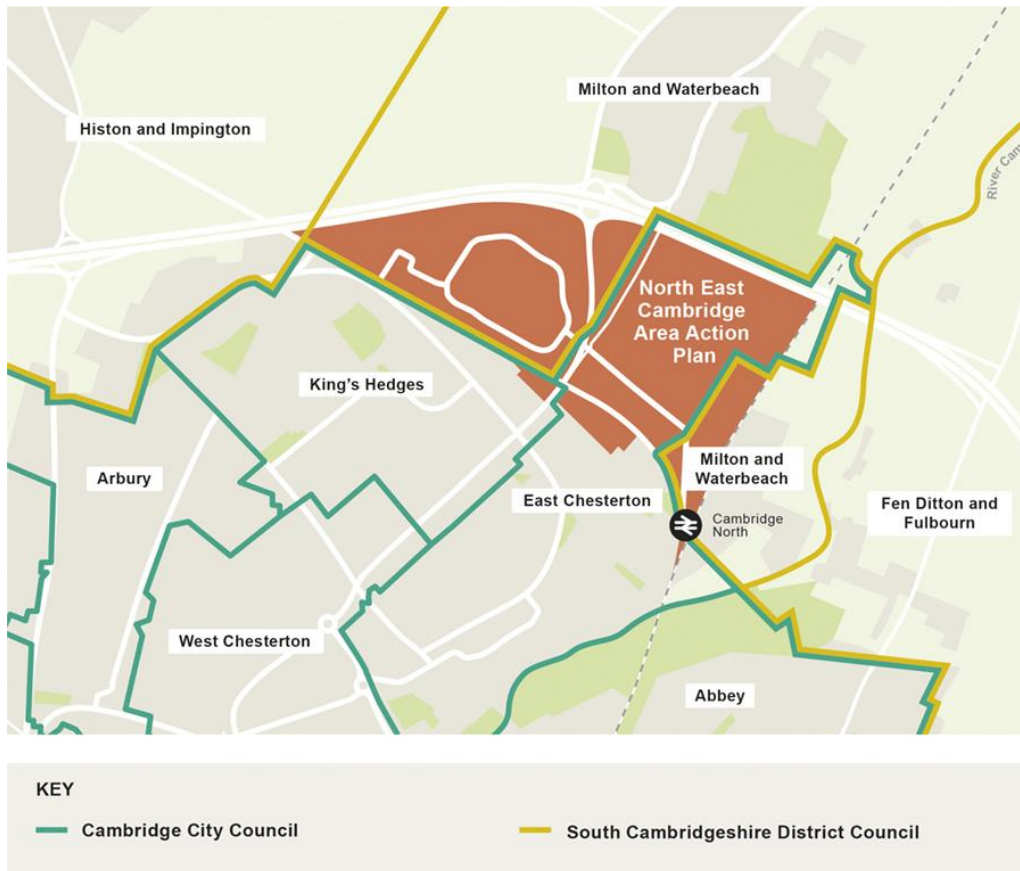 Milton and Waterbeach
Histon and Impington
River Cam
North East
Cambridge
Area Action
Plan
King's Hedges
Arbury
Milton and
Waterbeach
East Chesterton
Fen Ditton and
Fulbourn
Cambridge
North
West Chesterton
Abbey
KEY
Cambridge City Council
South Cambridgeshire District Council